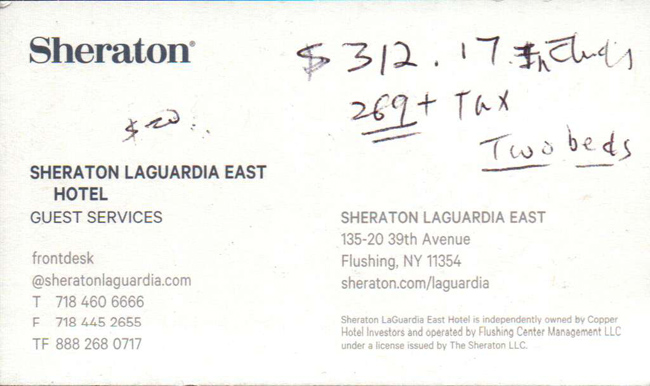 Sheraton®
$312.17 Includs
269 + Tax
Two beds
$20
SHERATON LAGUARDIA EAST
HOTEL
GUEST SERVICES
frontdesk
@sheratonlaguardia.com
T 718 460 6666
F 718 445 2655
TF 888 268 0717
SHERATON LAGUARDIA EAST
135-20 39th Avenue
Flushing, NY 11354
sheraton.com/laguardia
Sheraton LaGuardia East Hotel is independently owned by Copper
Hotel Investors and operated by Flushing Center Management LLC
under a license issued by The Sheraton LLC.